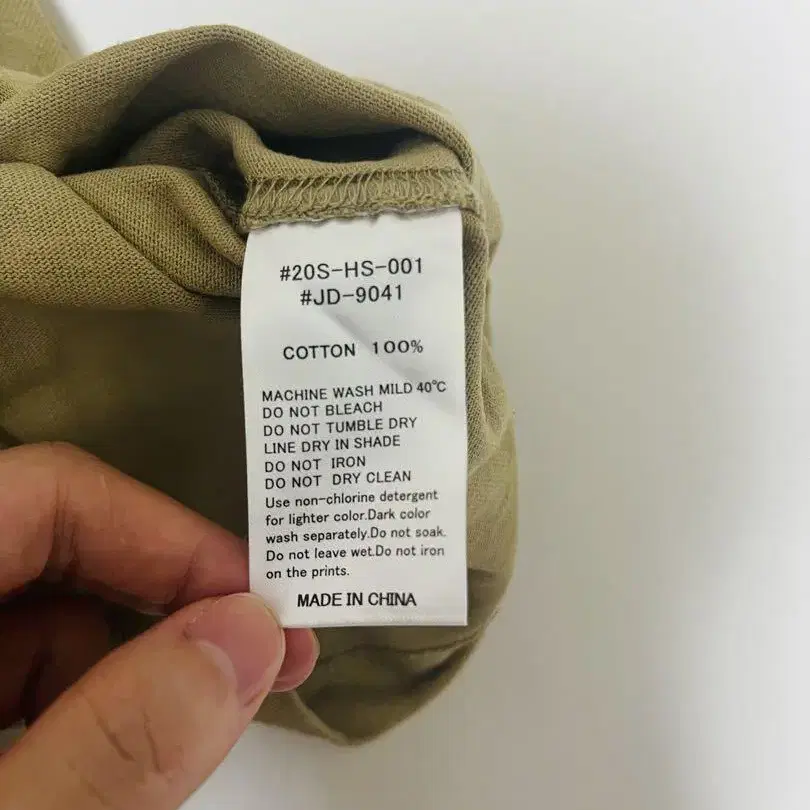 #20S-HS-001
#JD-9041
COTTON 100%
MACHINE WASH MILD 40℃
DO NOT BLEACH
DO NOT TUMBLE DRY
LINE DRY IN SHADE
DO NOT IRON
DO NOT DRY CLEAN
Use non-chlorine detergent
for lighter color.Dark color
wash separately.Do not soak.
Do not leave wet.Do not iron
on the prints.
MADE IN CHINA